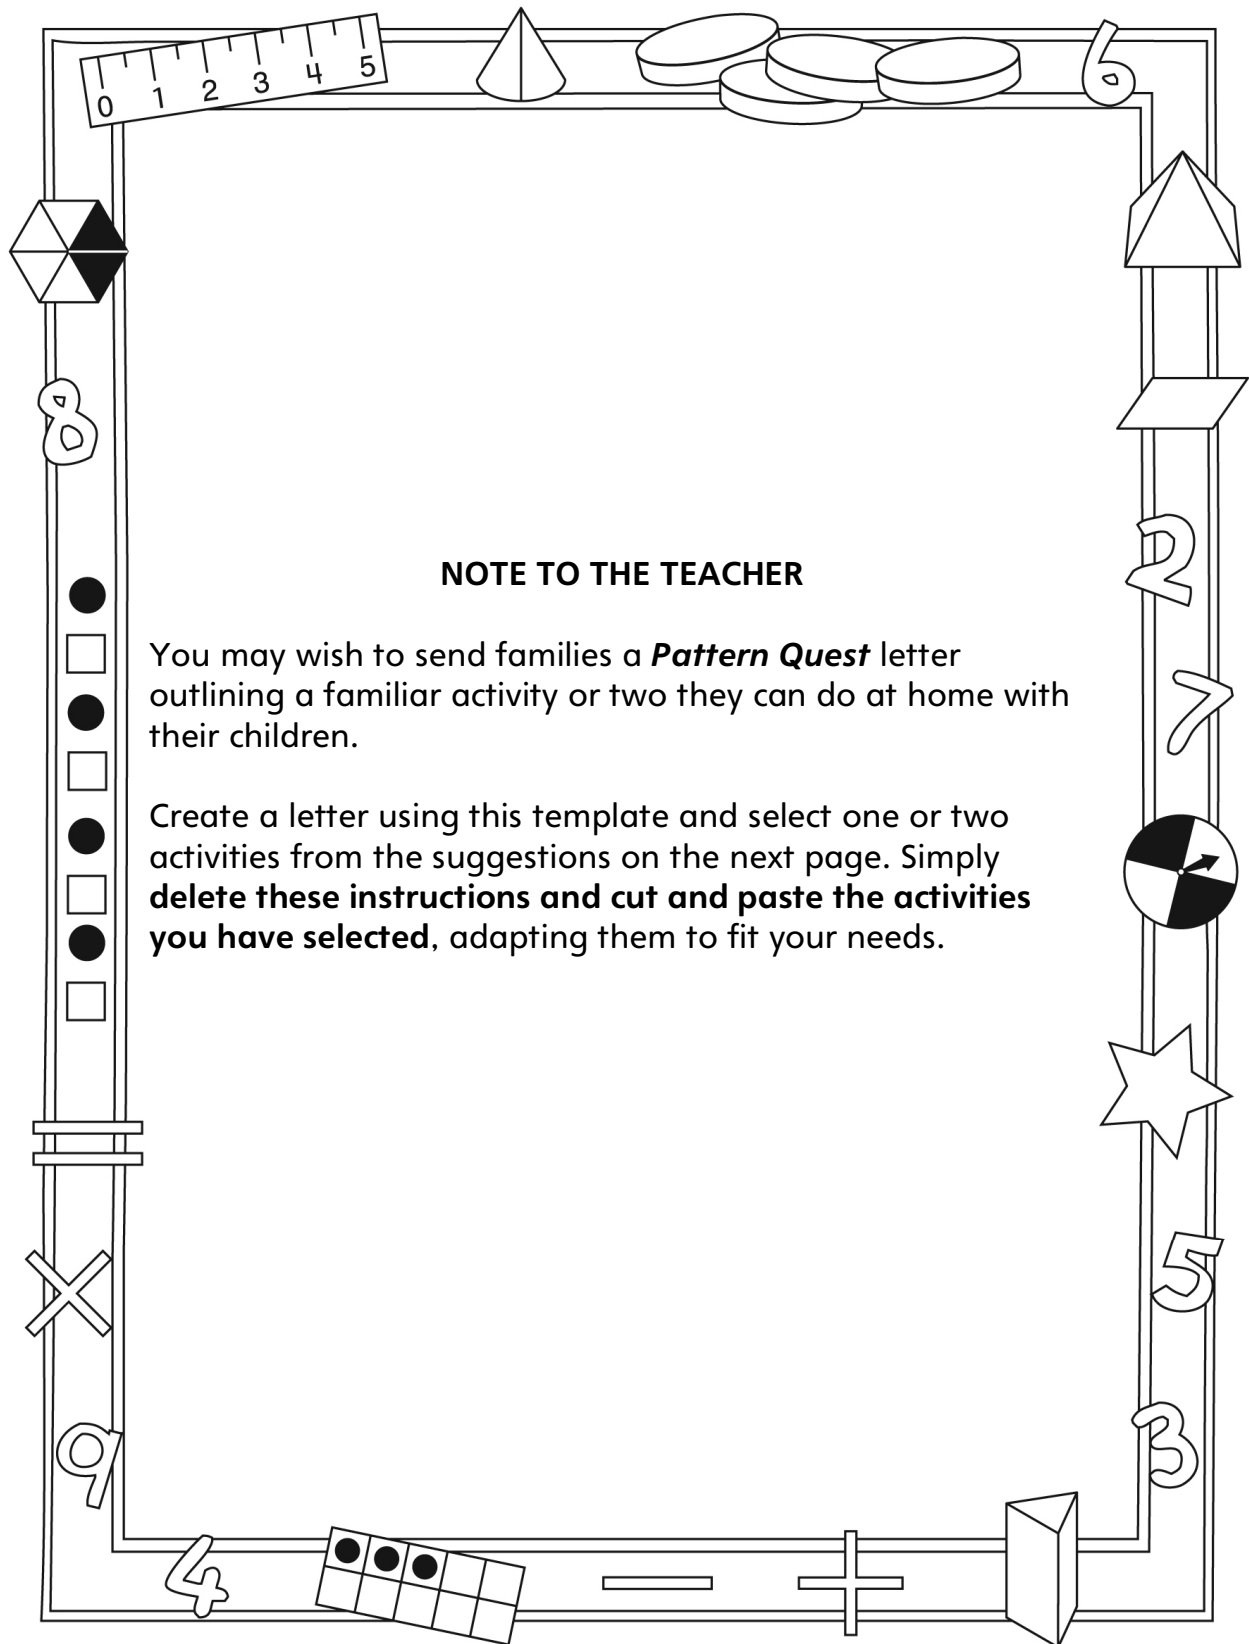 0 1 2 3 4 5
6
8
NOTE TO THE TEACHER
2
You may wish to send families a Pattern Quest letter
outlining a familiar activity or two they can do at home with
their children.
7
Create a letter using this template and select one or two
activities from the suggestions on the next page. Simply
delete these instructions and cut and paste the activities
you have selected, adapting them to fit your needs.
=
5
×
3
9
4
− +